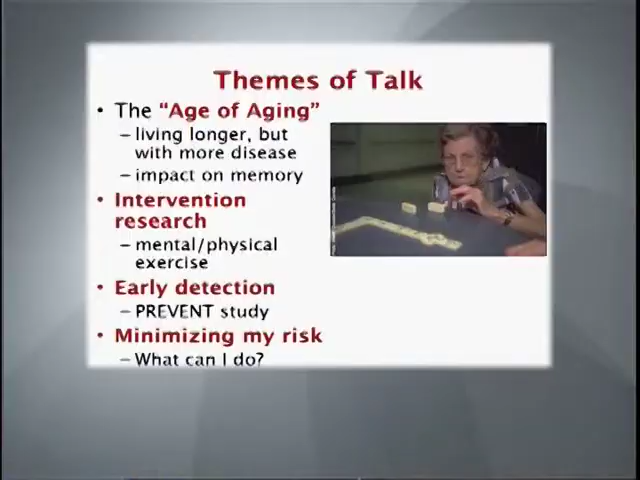 Themes of Talk
• The "Age of Aging"
– living longer, but
with more disease
– impact on memory
• Intervention
research
– mental/physical
exercise
• Early detection
– PREVENT study
• Minimizing my risk
– What can I do?